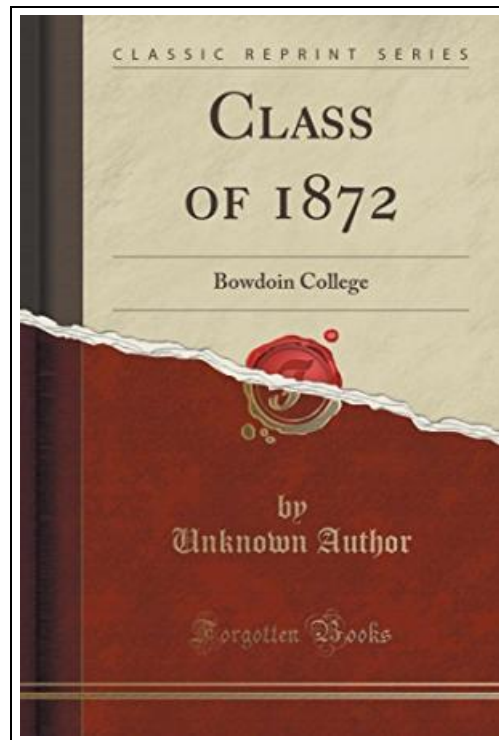 CLASSIC REPRINT SERIES
CLASS
OF 1872
Bowdoin College
by
Unknown Author
Forgotten Books